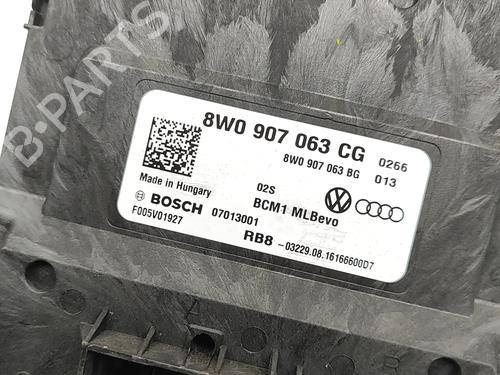 8W0 907 063 CG 0266
8W0 907 063 BG 013
Made in Hungary 02S
BCM1 MLBevo
BOSCH 07013001
F005V01927
RB8 -03229.08.16166600D7
B-PARTS